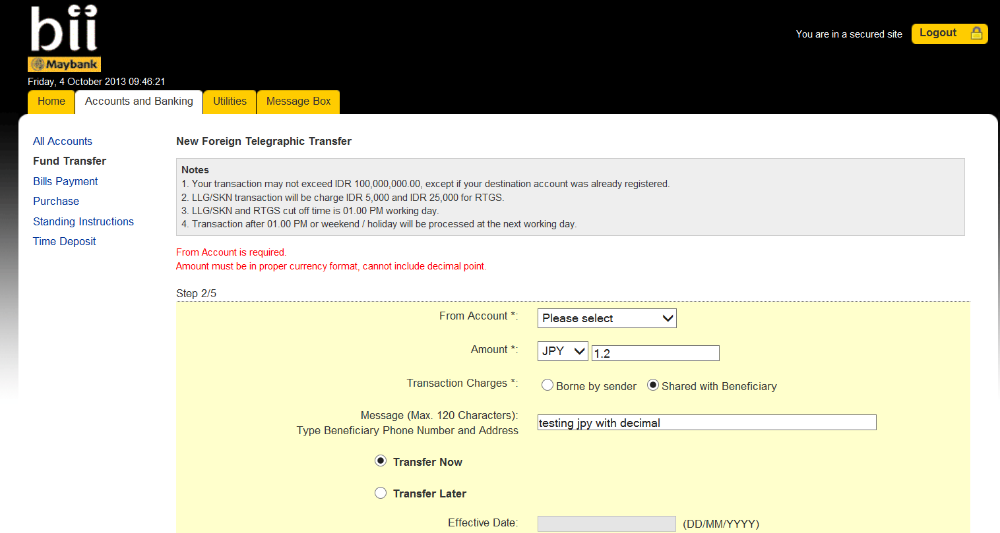 bii
Maybank
Friday, 4 October 2013 09:46:21
You are in a secured site
Logout
Home
Accounts and Banking
Utilities
Message Box
All Accounts
Fund Transfer
Bills Payment
Purchase
Standing Instructions
Time Deposit
New Foreign Telegraphic Transfer
Notes
1. Your transaction may not exceed IDR 100,000,000.00, except if your destination account was already registered.
2. LLG/SKN transaction will be charge IDR 5,000 and IDR 25,000 for RTGS.
3. LLG/SKN and RTGS cut off time is 01.00 PM working day.
4. Transaction after 01.00 PM or weekend / holiday will be processed at the next working day.
From Account is required.
Amount must be in proper currency format, cannot include decimal point.
Step 2/5
From Account *: Please select
Amount *: JPY 1.2
Transaction Charges *: Borne by sender Shared with Beneficiary
Message (Max. 120 Characters):
Type Beneficiary Phone Number and Address
testing jpy with decimal
Transfer Now
Transfer Later
Effective Date: (DD/MM/YYYY)